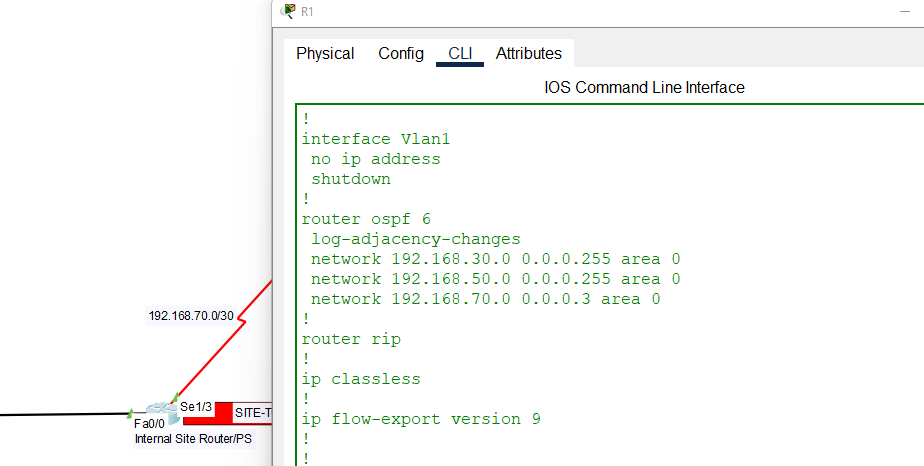 R1
Physical Config CLI Attributes
IOS Command Line Interface
!
interface Vlan1
no ip address
shutdown
!
router ospf 6
log-adjacency-changes
network 192.168.30.0 0.0.0.255 area 0
network 192.168.50.0 0.0.0.255 area 0
network 192.168.70.0 0.0.0.3 area 0
!
router rip
!
ip classless
!
ip flow-export version 9
!
!
192.168.70.0/30
Se1/3
SITE-T
Fa0/0
Internal Site Router/PS